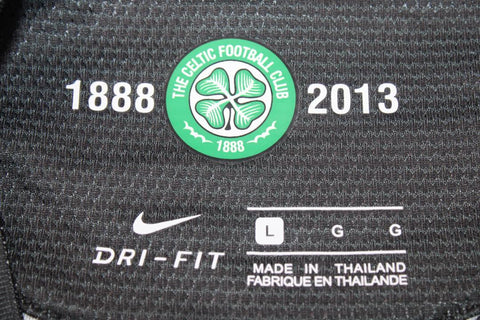 1888 THE CELTIC FOOTBALL CLUB 1888 2013
DRI-FIT
L G G
MADE IN THAILAND
FABRIQUE EN THAILANDE